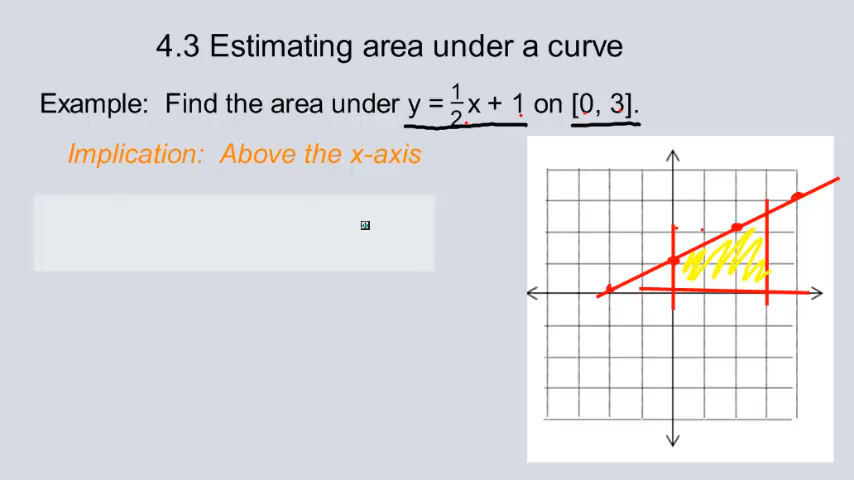 4.3 Estimating area under a curve
Example: Find the area under y = 1/2 x + 1 on [0, 3].
Implication: Above the x-axis